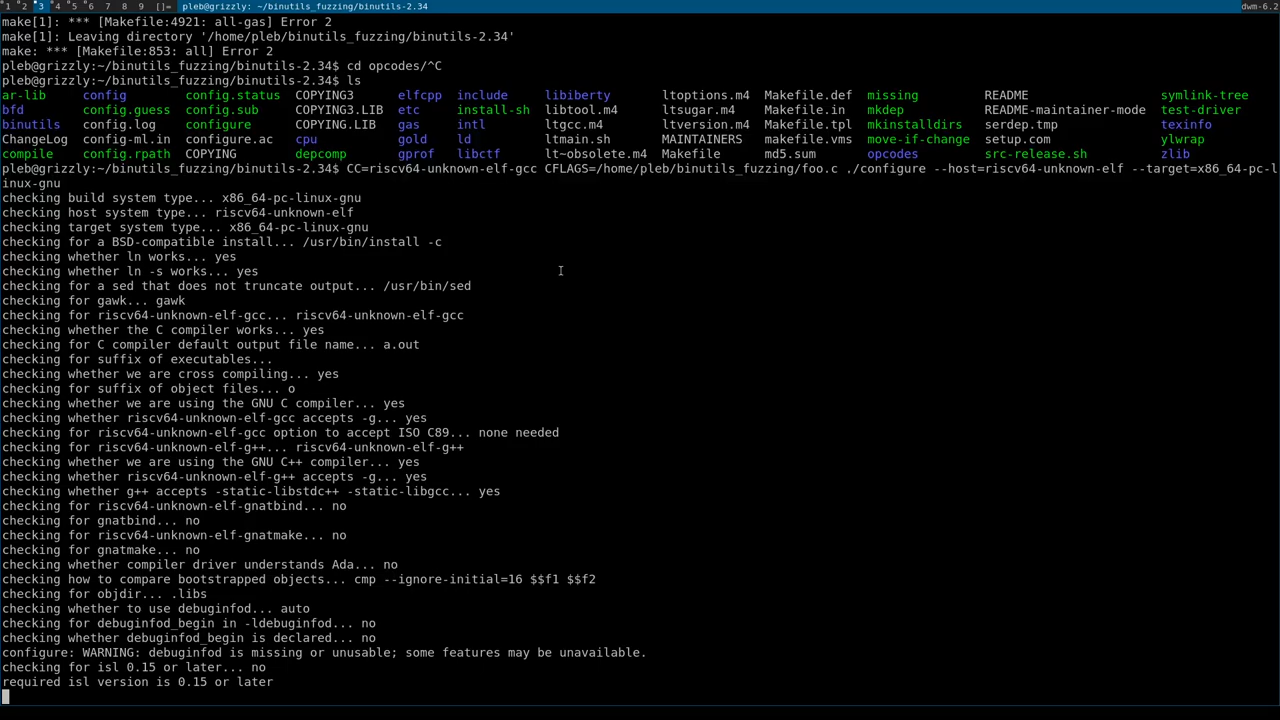 1 2 3 4 5 6 7 8 9 []= pleb@grizzly: ~/binutils_fuzzing/binutils-2.34 dwm-6.2
make[1]: *** [Makefile:4921: all-gas] Error 2
make[1]: Leaving directory '/home/pleb/binutils_fuzzing/binutils-2.34'
make: *** [Makefile:853: all] Error 2
pleb@grizzly:~/binutils_fuzzing/binutils-2.34$ cd opcodes/^C
pleb@grizzly:~/binutils_fuzzing/binutils-2.34$ ls
ar-lib config config.status COPYING3 elfcpp include libiberty ltoptions.m4 Makefile.def missing README symlink-tree
bfd config.guess config.sub COPYING3.LIB etc install-sh libtool.m4 ltsugar.m4 Makefile.in mkdep README-maintainer-mode test-driver
binutils config.log configure COPYING.LIB gas intl ltgcc.m4 ltversion.m4 Makefile.tpl mkinstalldirs serdep.tmp texinfo
ChangeLog config-ml.in configure.ac cpu gold ld ltmain.sh MAINTAINERS makefile.vms move-if-change setup.com ylwrap
compile config.rpath COPYING depcomp gprof libctf lt~obsolete.m4 Makefile md5.sum opcodes src-release.sh zlib
pleb@grizzly:~/binutils_fuzzing/binutils-2.34$ CC=riscv64-unknown-elf-gcc CFLAGS=/home/pleb/binutils_fuzzing/foo.c ./configure --host=riscv64-unknown-elf --target=x86_64-pc-l
inux-gnu
checking build system type... x86_64-pc-linux-gnu
checking host system type... riscv64-unknown-elf
checking target system type... x86_64-pc-linux-gnu
checking for a BSD-compatible install... /usr/bin/install -c
checking whether ln works... yes
checking whether ln -s works... yes
checking for a sed that does not truncate output... /usr/bin/sed
checking for gawk... gawk
checking for riscv64-unknown-elf-gcc... riscv64-unknown-elf-gcc
checking whether the C compiler works... yes
checking for C compiler default output file name... a.out
checking for suffix of executables...
checking whether we are cross compiling... yes
checking for suffix of object files... o
checking whether we are using the GNU C compiler... yes
checking whether riscv64-unknown-elf-gcc accepts -g... yes
checking for riscv64-unknown-elf-gcc option to accept ISO C89... none needed
checking for riscv64-unknown-elf-g++... riscv64-unknown-elf-g++
checking whether we are using the GNU C++ compiler... yes
checking whether riscv64-unknown-elf-g++ accepts -g... yes
checking whether g++ accepts -static-libstdc++ -static-libgcc... yes
checking for riscv64-unknown-elf-gnatbind... no
checking for gnatbind... no
checking for riscv64-unknown-elf-gnatmake... no
checking for gnatmake... no
checking whether compiler driver understands Ada... no
checking how to compare bootstrapped objects... cmp --ignore-initial=16 $$f1 $$f2
checking for objdir... .libs
checking whether to use debuginfod... auto
checking for debuginfod_begin in -ldebuginfod... no
checking whether debuginfod_begin is declared... no
configure: WARNING: debuginfod is missing or unusable; some features may be unavailable.
checking for isl 0.15 or later... no
required isl version is 0.15 or later